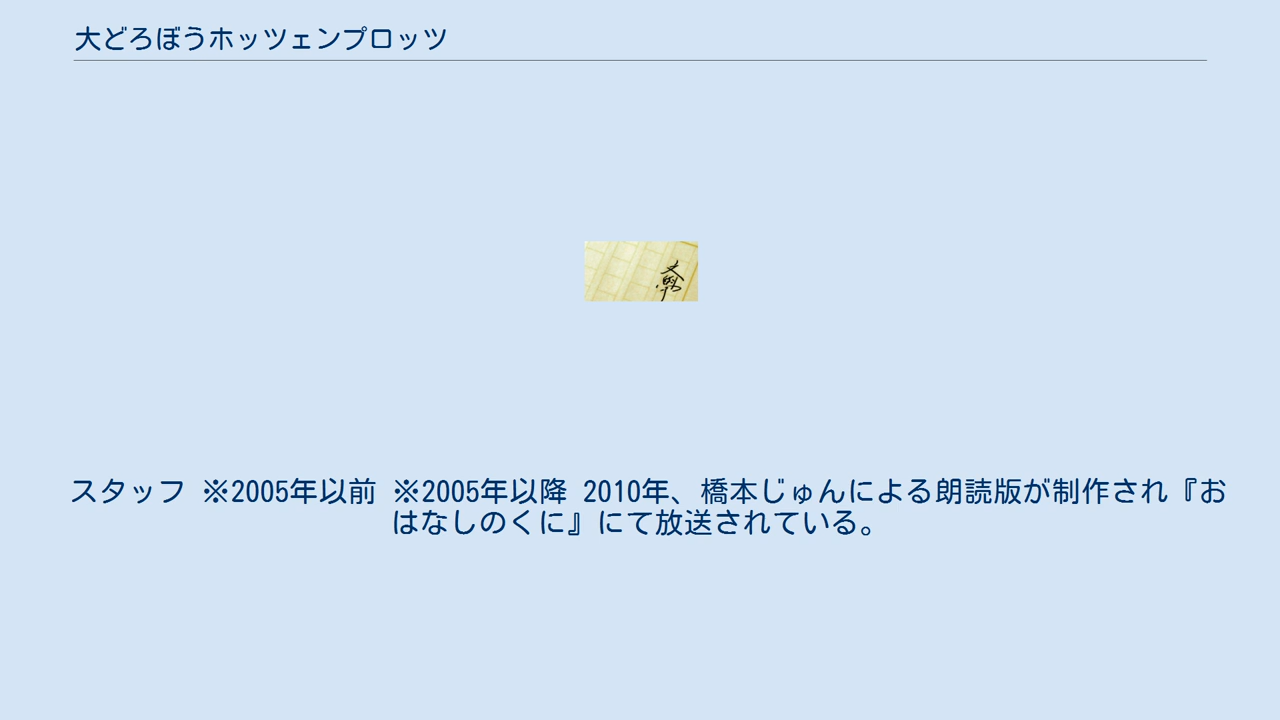 大どろぼうホッツェンプロッツ
スタッフ ※2005年以前 ※2005年以降 2010年、橋本じゅんによる朗読版が制作され『お
はなしのくに』にて放送されている。